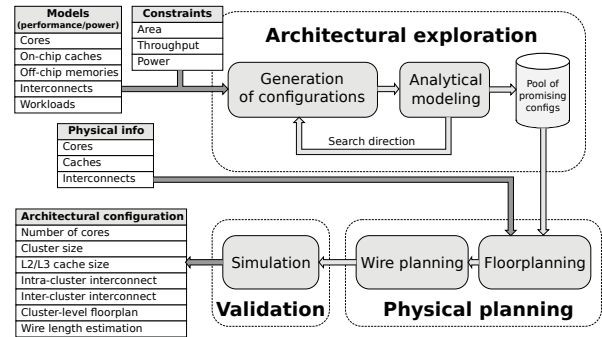 Models
(performance/power)
Cores
On-chip caches
Off-chip memories
Interconnects
Workloads
Constraints
Area
Throughput
Power
Architectural exploration
Generation
of configurations
Analytical
modeling
Pool of
promising
configs
Search direction
Physical info
Cores
Caches
Interconnects
Architectural configuration
Number of cores
Cluster size
L2/L3 cache size
Intra-cluster interconnect
Inter-cluster interconnect
Cluster-level floorplan
Wire length estimation
Simulation
Validation
Wire planning
Floorplanning
Physical planning